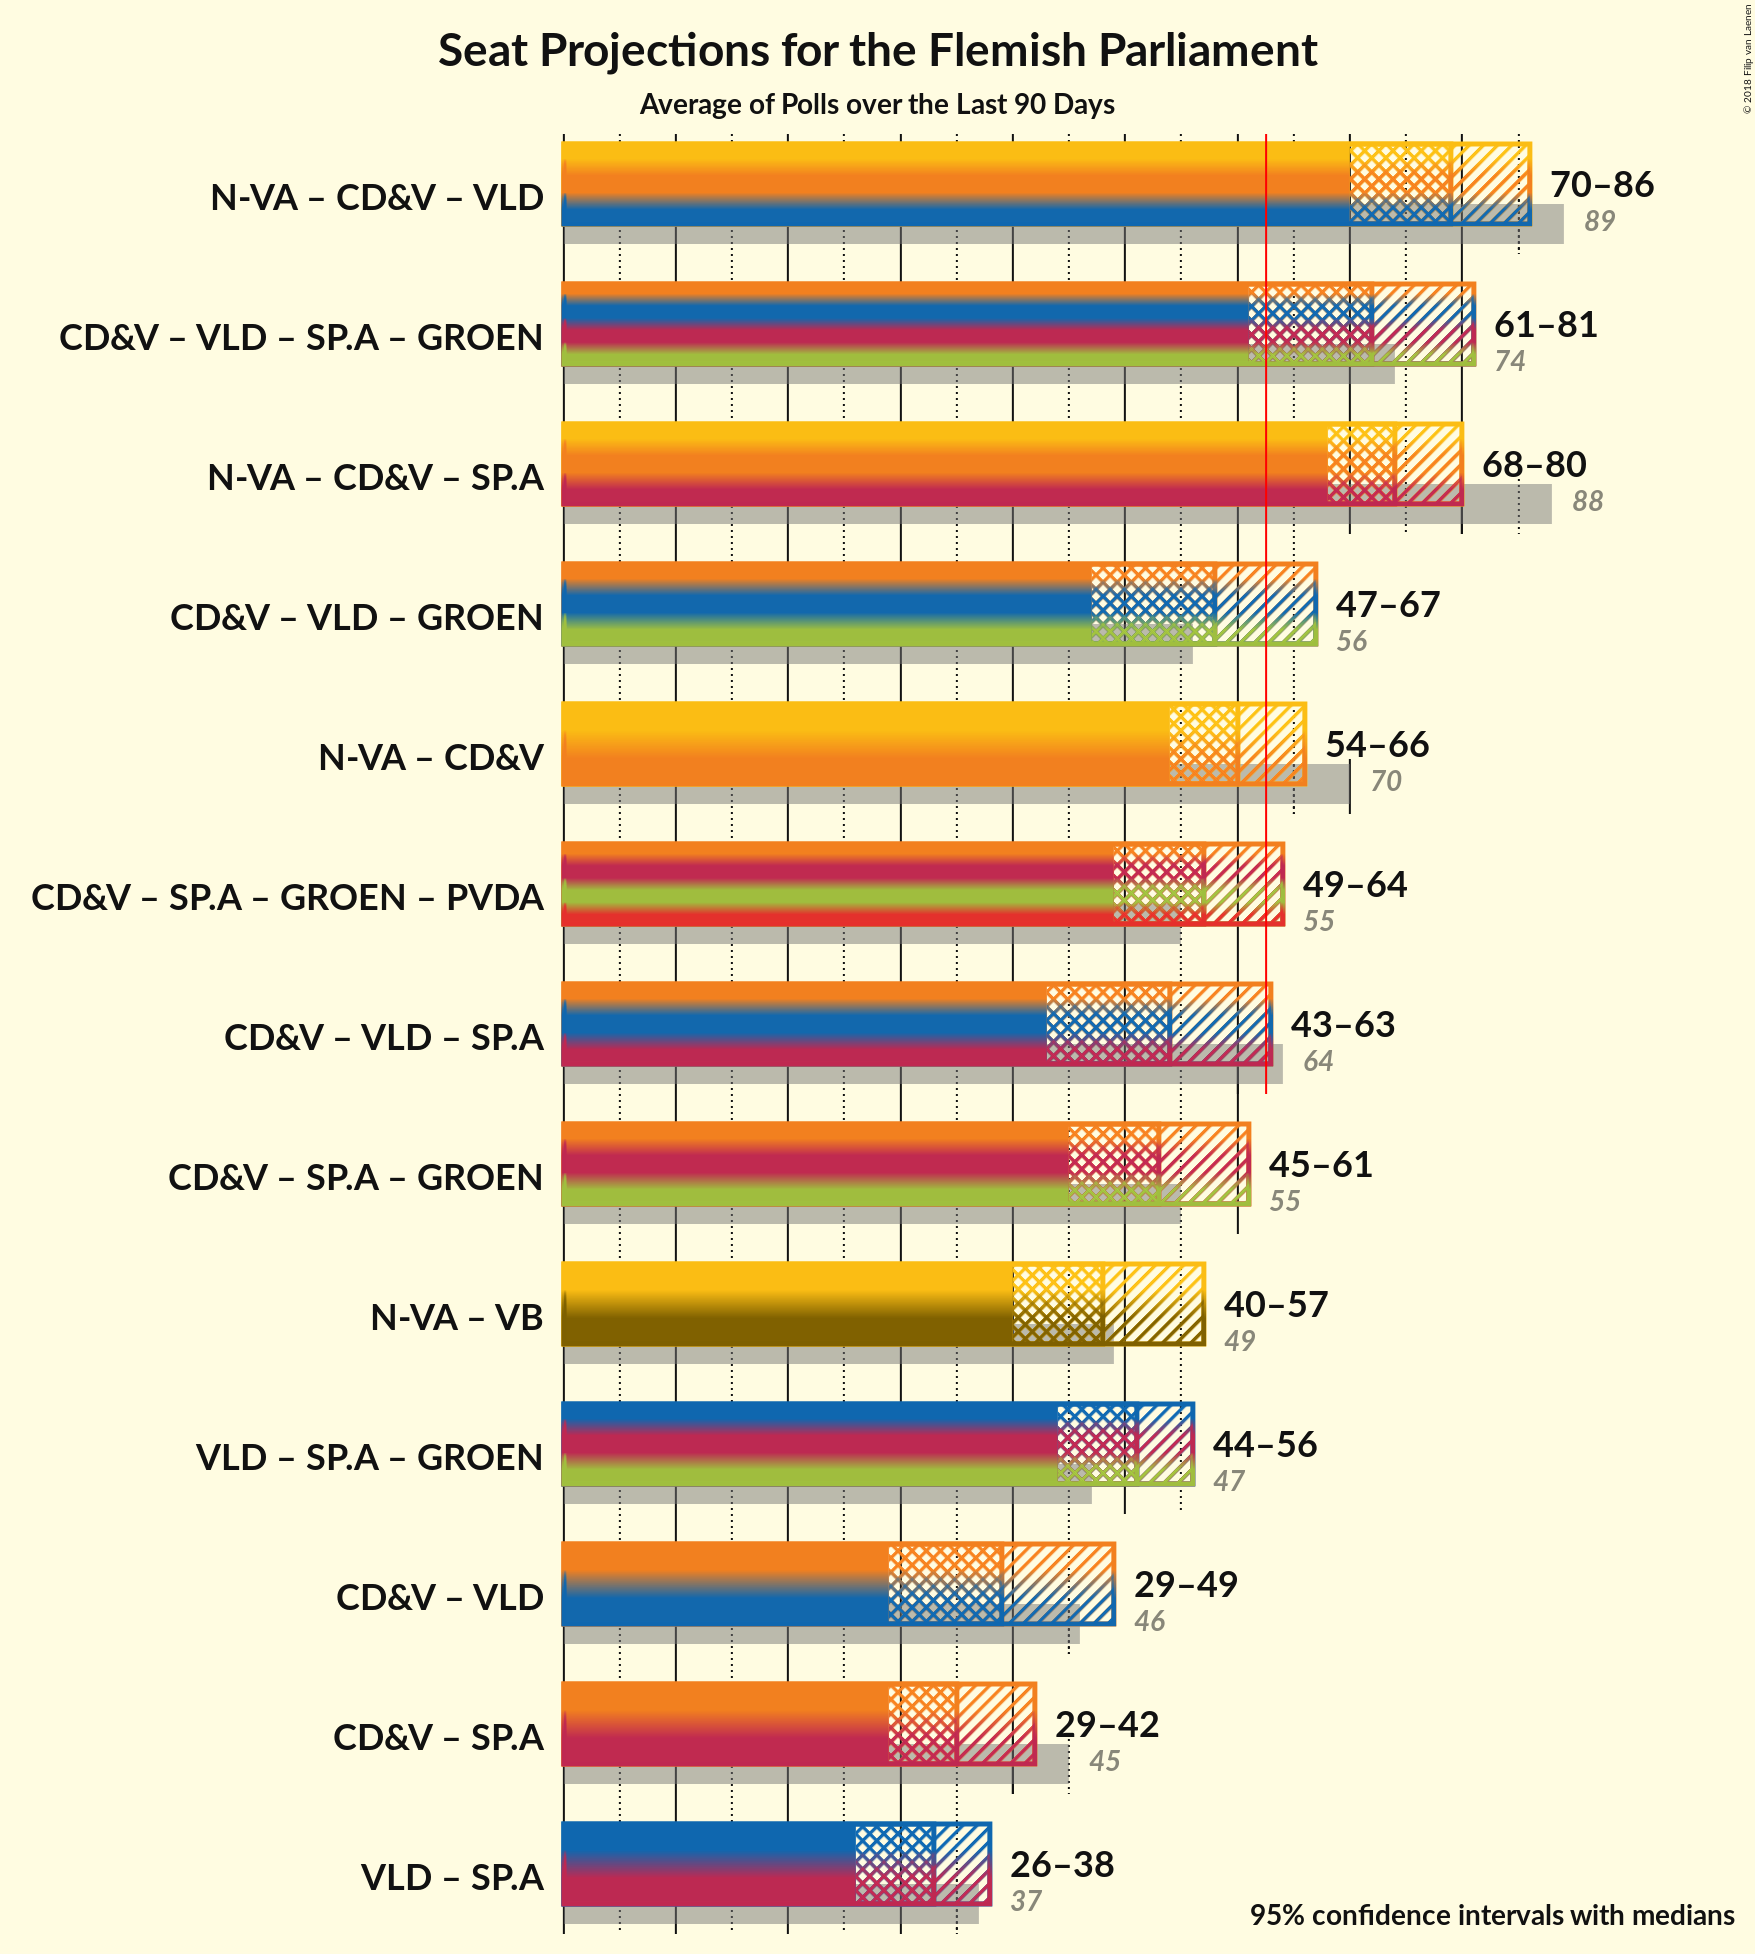 Seat Projections for the Flemish Parliament
Average of Polls over the Last 90 Days
© 2018 Filip van Laenen
N-VA – CD&V – VLD
70–86
89
CD&V – VLD – SP.A – GROEN
61–81
74
N-VA – CD&V – SP.A
68–80
88
CD&V – VLD – GROEN
47–67
56
N-VA – CD&V
54–66
70
CD&V – SP.A – GROEN – PVDA
49–64
55
CD&V – VLD – SP.A
43–63
64
CD&V – SP.A – GROEN
45–61
55
N-VA – VB
40–57
49
VLD – SP.A – GROEN
44–56
47
CD&V – VLD
29–49
46
CD&V – SP.A
29–42
45
VLD – SP.A
26–38
37
95% confidence intervals with medians